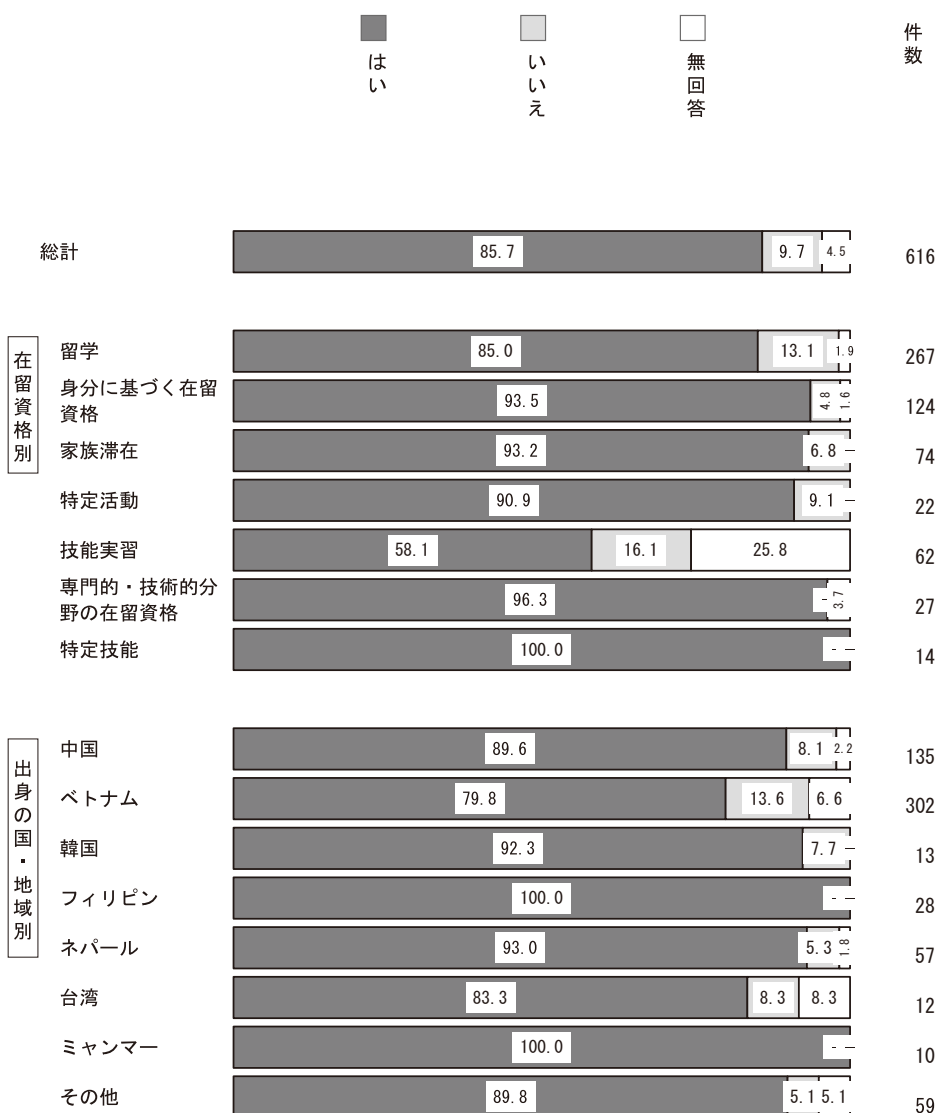 はい
いいえ
無回答
件数
総計
85.7
9.7
4.5
616
在留資格別
留学
85.0
13.1
1.9
267
身分に基づく在留
資格
93.5
4.8
1.6
124
家族滞在
93.2
6.8
-
74
特定活動
90.9
9.1
-
22
技能実習
58.1
16.1
25.8
62
専門的・技術的分
野の在留資格
96.3
-
3.7
27
特定技能
100.0
-
-
14
出身の国・地域別
中国
89.6
8.1
2.2
135
ベトナム
79.8
13.6
6.6
302
韓国
92.3
7.7
-
13
フィリピン
100.0
-
-
28
ネパール
93.0
5.3
1.8
57
台湾
83.3
8.3
8.3
12
ミャンマー
100.0
-
-
10
その他
89.8
5.1
5.1
59